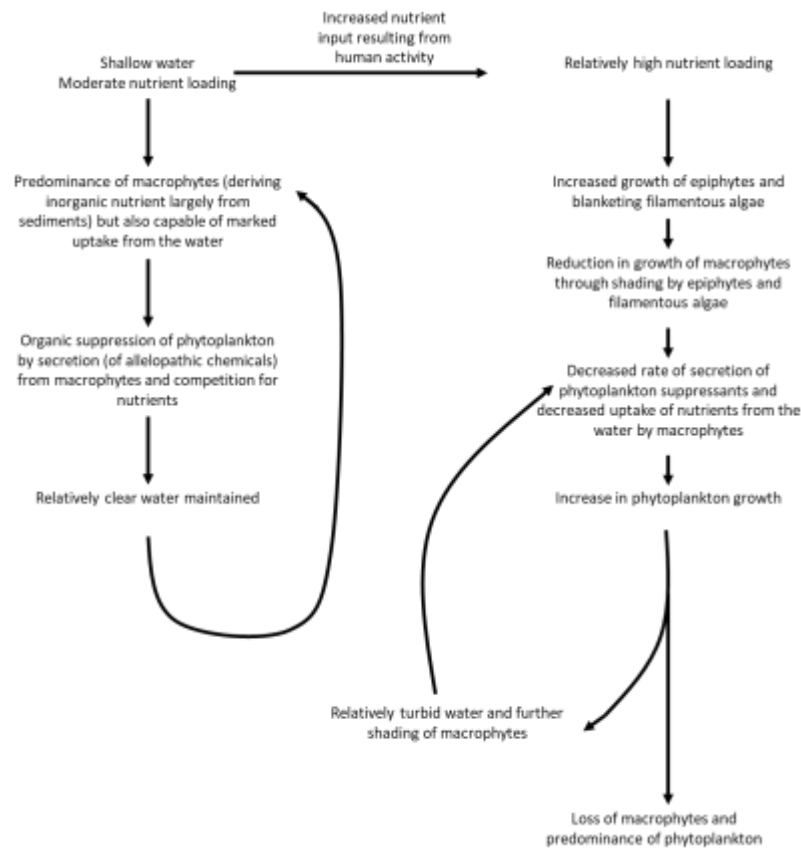 Increased nutrient
input resulting from
human activity
Shallow water
Moderate nutrient loading
Relatively high nutrient loading
Predominance of macrophytes (deriving
inorganic nutrient largely from
sediments) but also capable of marked
uptake from the water
Organic suppression of phytoplankton
by secretion (of allelopathic chemicals)
from macrophytes and competition for
nutrients
Relatively clear water maintained
Increased growth of epiphytes and
blanketing filamentous algae
Reduction in growth of macrophytes
through shading by epiphytes and
filamentous algae
Decreased rate of secretion of
phytoplankton suppressants and
decreased uptake of nutrients from the
water by macrophytes
Increase in phytoplankton growth
Relatively turbid water and further
shading of macrophytes
Loss of macrophytes and
predominance of phytoplankton